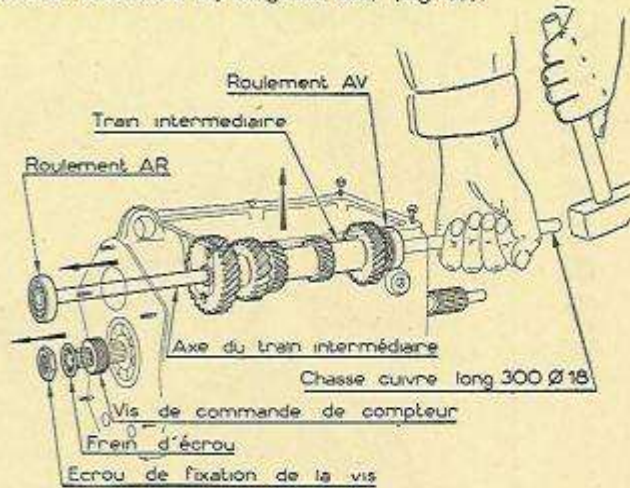 Roulement AV
Train intermediaire
Roulement AR
Axe du train intermédiaire
Chasse cuivre long 300 Ø 18
Vis de commande de compteur
Frein d'écrou
Ecrou de fixation de la vis